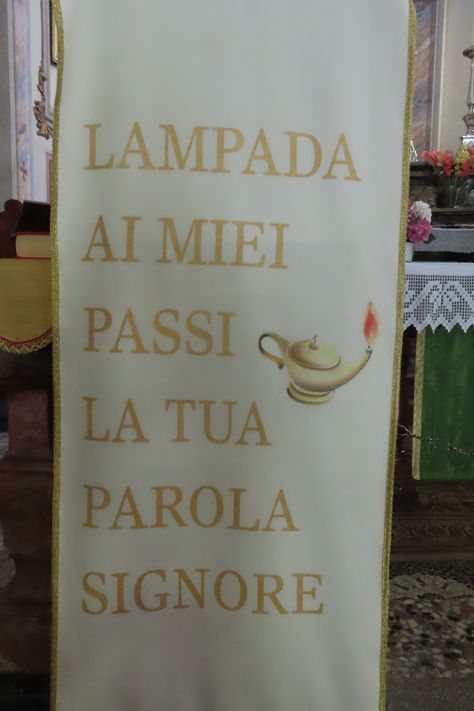 LAMPADA
AI MIEI
PASSI
LA TUA
PAROLA
SIGNORE